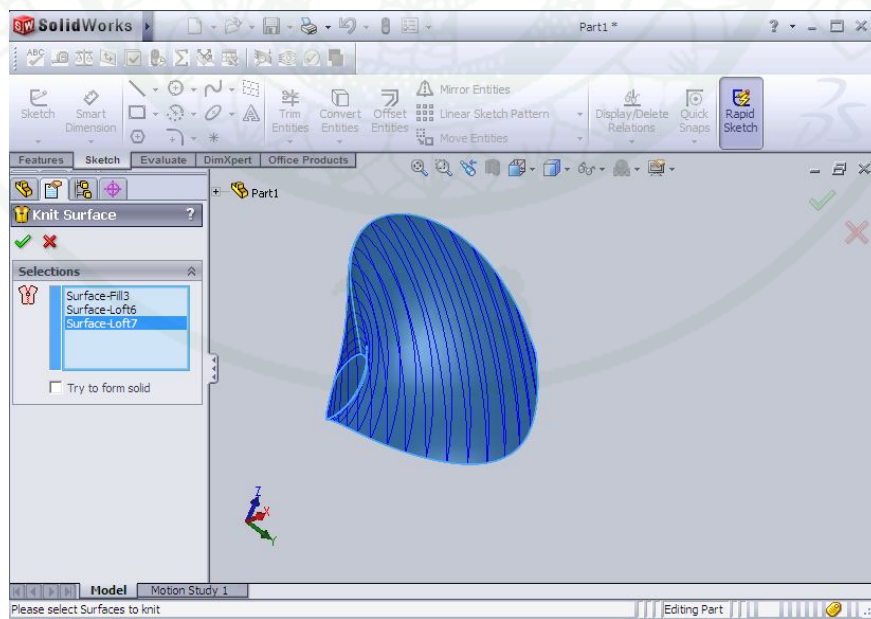 SolidWorks
Part1 *
?
ABC
Sketch
Smart Dimension
Trim Entities
Convert Entities
Offset Entities
Mirror Entities
Linear Sketch Pattern
Move Entities
Display/Delete Relations
Quick Snaps
Rapid Sketch
Features Sketch Evaluate DimXpert Office Products
Part1
Knit Surface ?
Selections
Surface-Fill3
Surface-Loft6
Surface-Loft7
Try to form solid
Z
X
Y
Model Motion Study 1
Please select Surfaces to knit
Editing Part